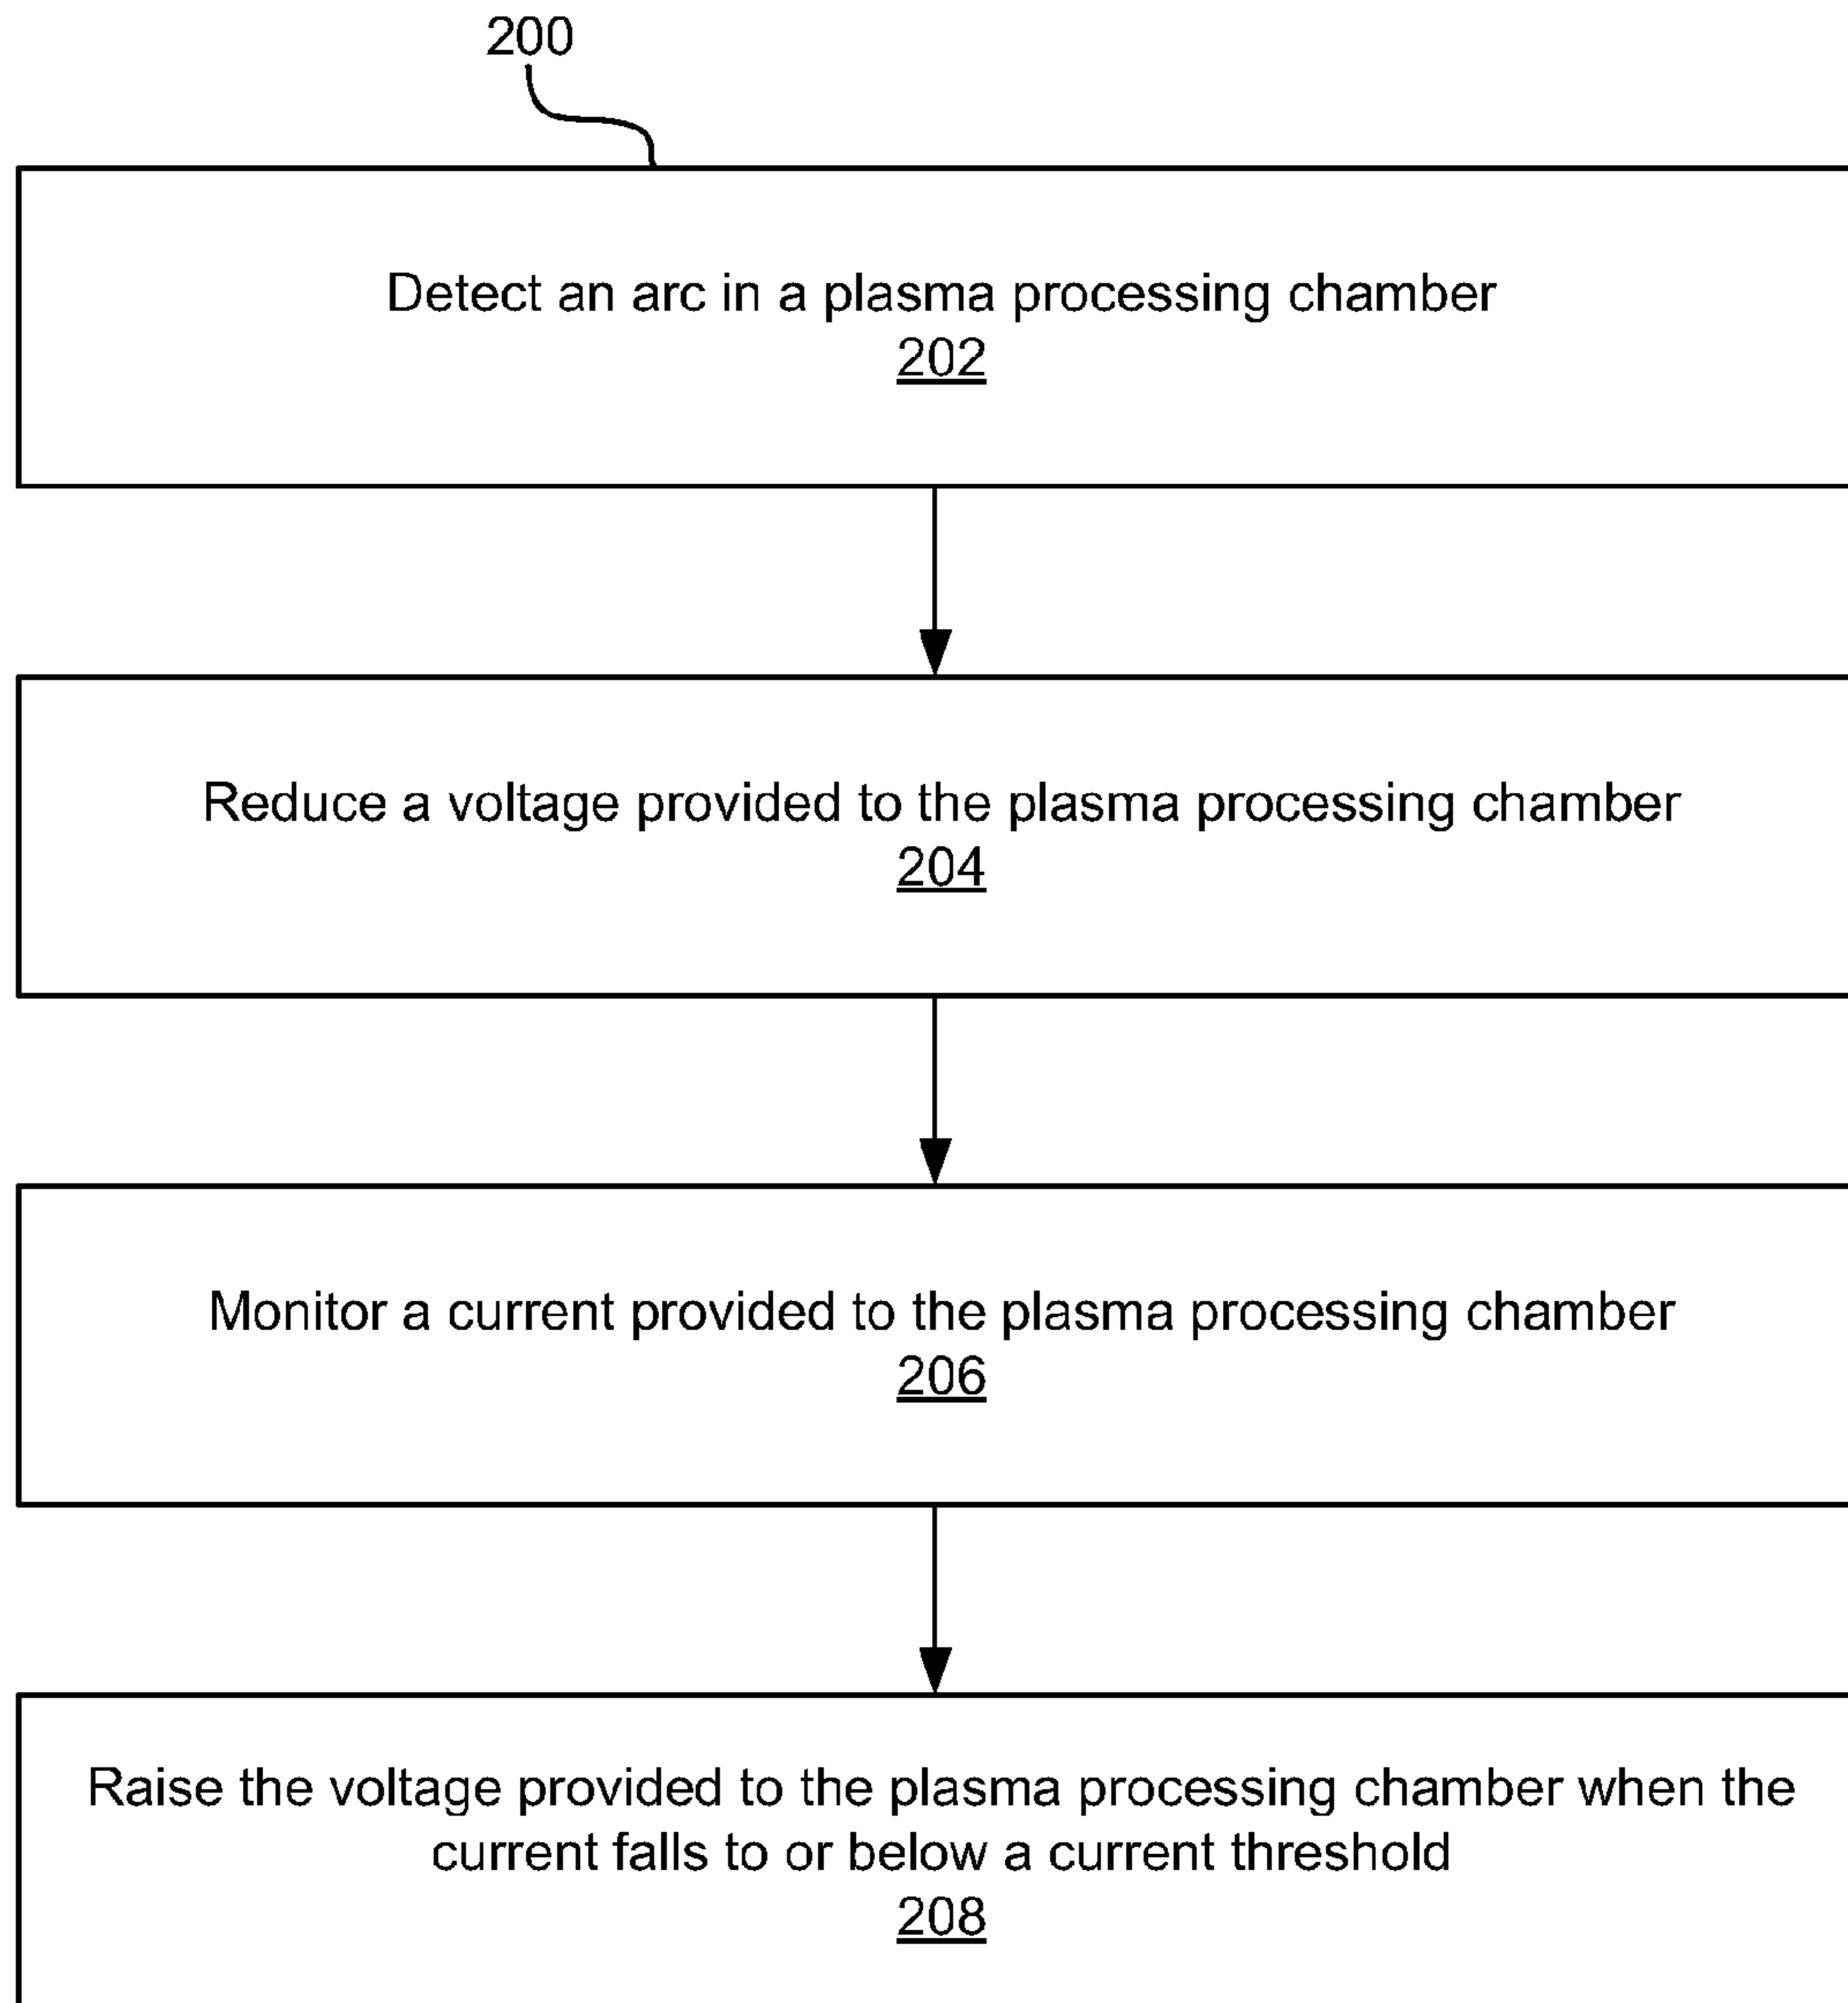 200
Detect an arc in a plasma processing chamber
202
Reduce a voltage provided to the plasma processing chamber
204
Monitor a current provided to the plasma processing chamber
206
Raise the voltage provided to the plasma processing chamber when the
current falls to or below a current threshold
208